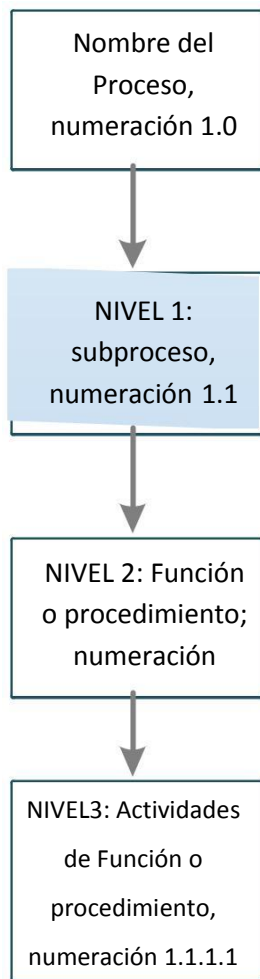 Nombre del
Proceso,
numeración 1.0
NIVEL 1:
subproceso,
numeración 1.1
NIVEL 2: Función
o procedimiento;
numeración
NIVEL3: Actividades
de Función o
procedimiento,
numeración 1.1.1.1